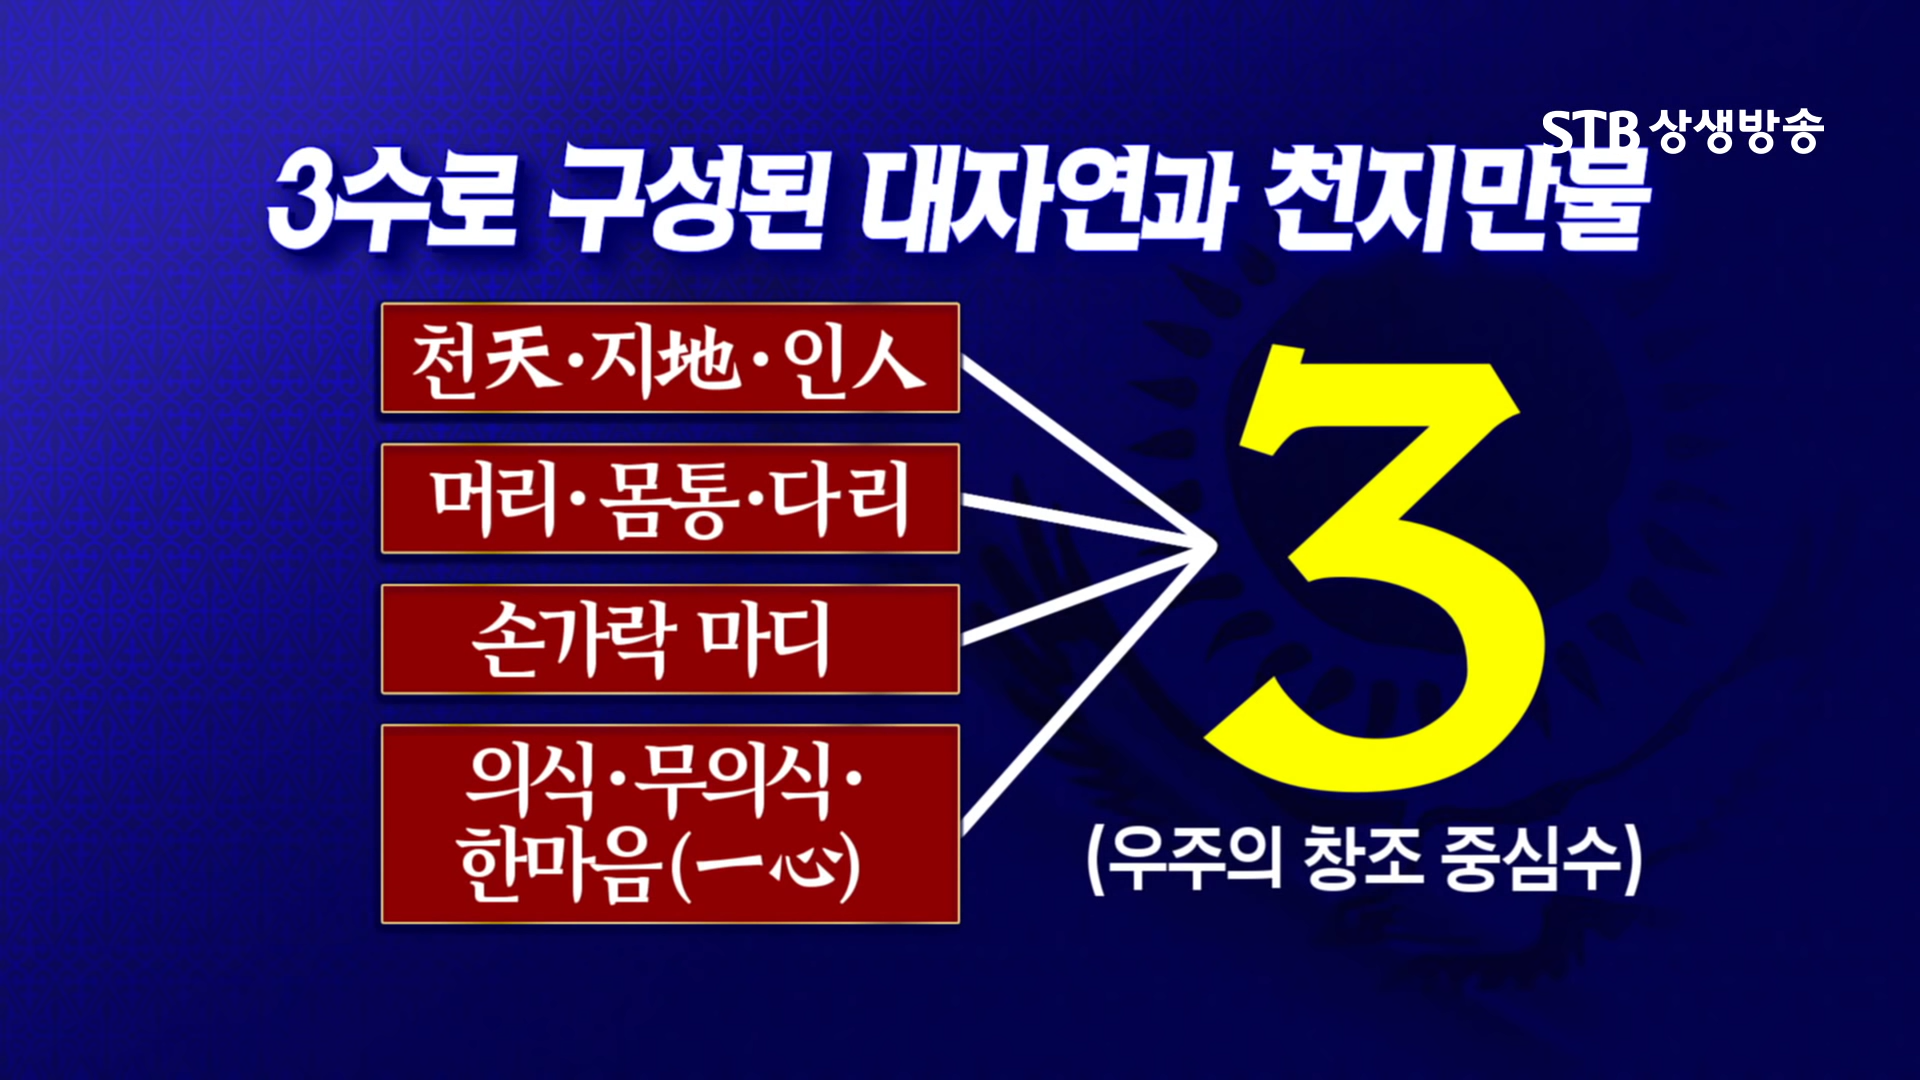 STB 상생방송
3수로 구성된 대자연과 천지만물
천天·지地·인人
머리·몸통·다리
손가락 마디
의식·무의식·
한마음(一心)
3
(우주의 창조 중심수)